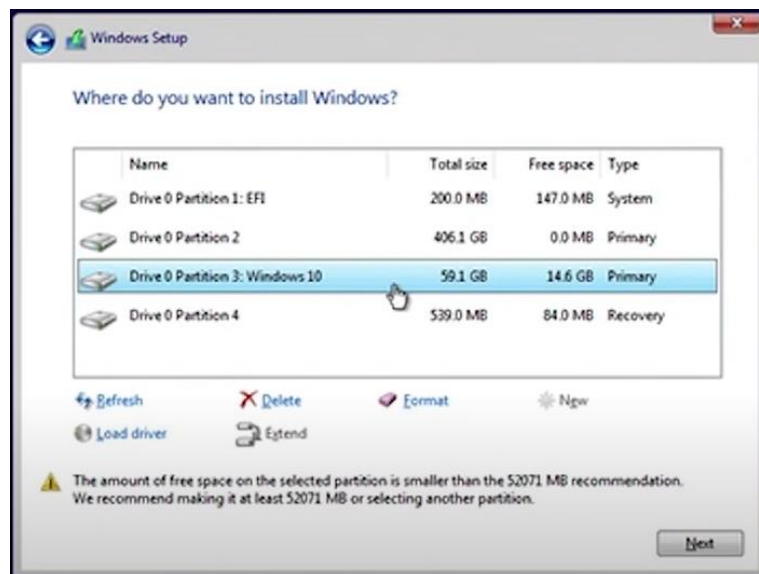 Windows Setup
Where do you want to install Windows?
Name Total size Free space Type
Drive 0 Partition 1: EFI 200.0 MB 147.0 MB System
Drive 0 Partition 2 406.1 GB 0.0 MB Primary
Drive 0 Partition 3: Windows 10 59.1 GB 14.6 GB Primary
Drive 0 Partition 4 539.0 MB 84.0 MB Recovery
Refresh Delete Format New
Load driver Extend
The amount of free space on the selected partition is smaller than the 52071 MB recommendation.
We recommend making it at least 52071 MB or selecting another partition.
Next